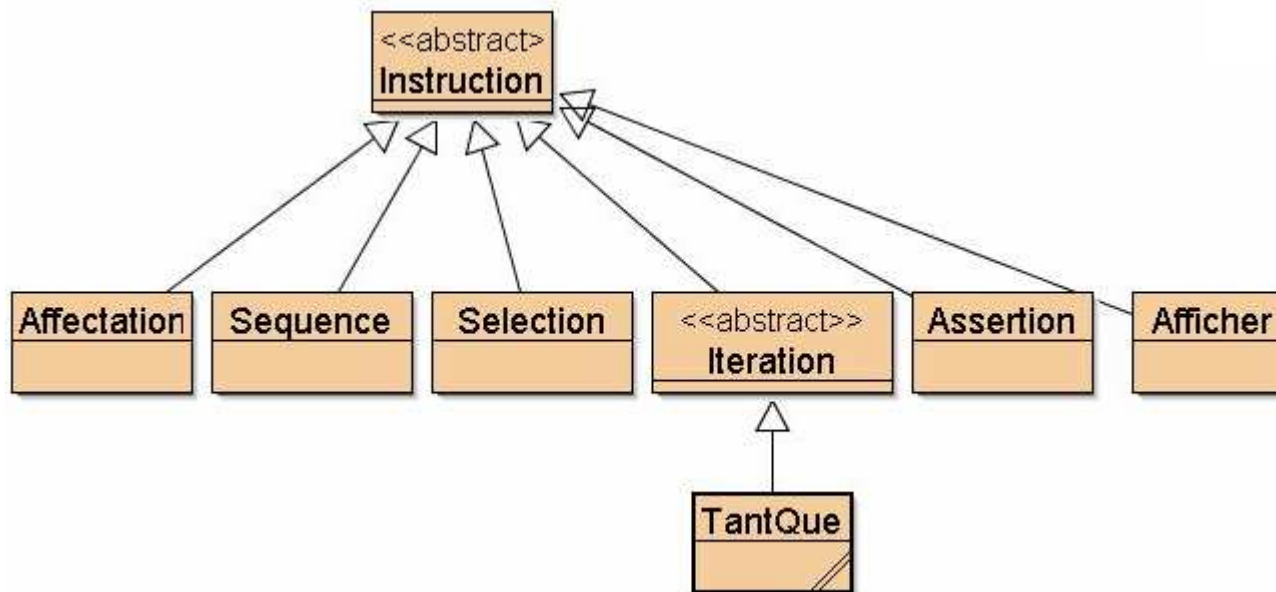 <<abstract>
Instruction
Affectation
Sequence
Selection
<<abstract>>
Iteration
Assertion
Afficher
TantQue